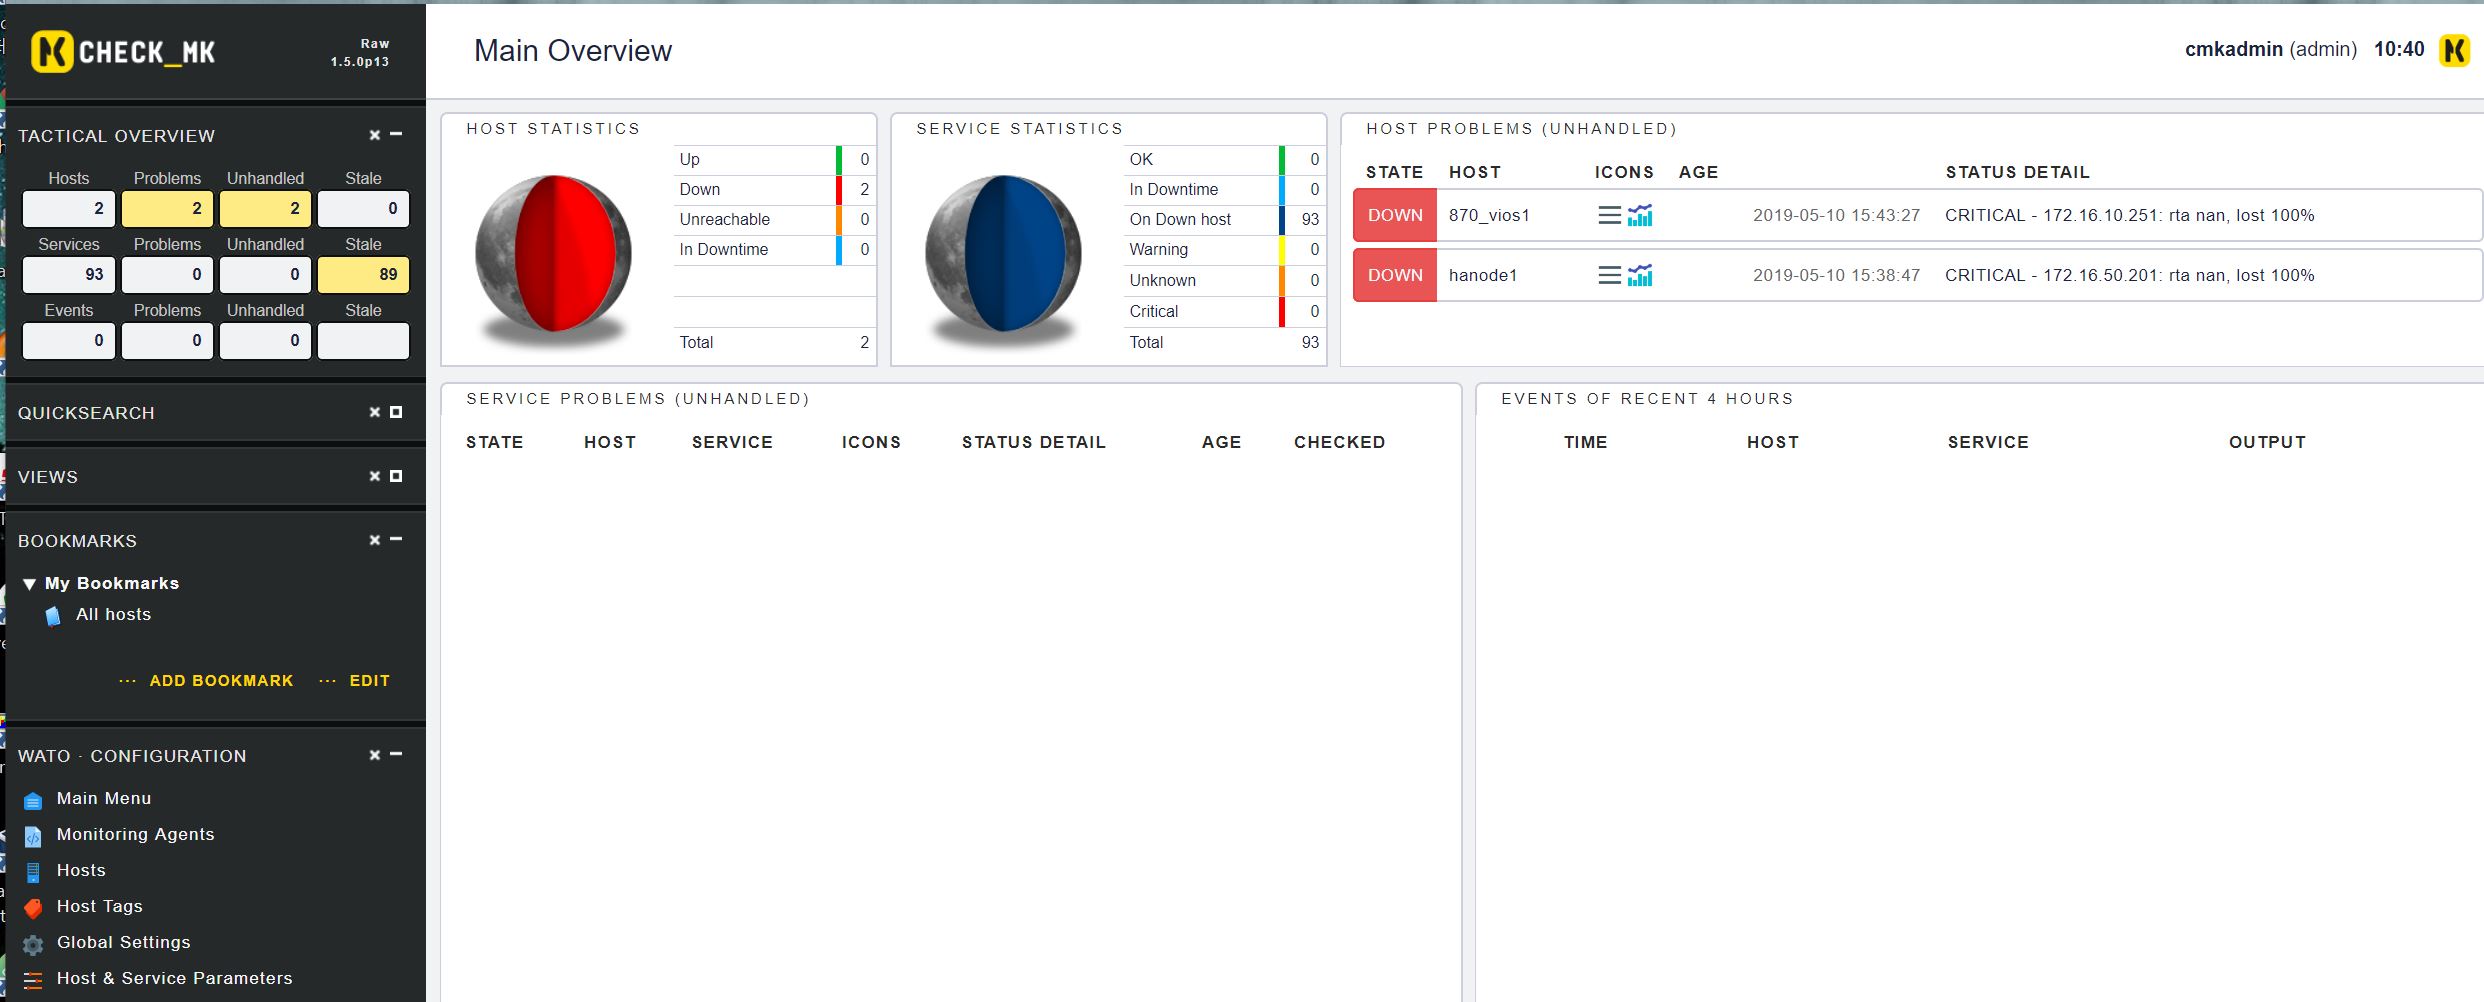 CHECK_MK
Raw
1.5.0p13
Main Overview
cmkadmin (admin) 10:40
TACTICAL OVERVIEW
Hosts Problems Unhandled Stale
2 2 2 0
Services Problems Unhandled Stale
93 0 0 89
Events Problems Unhandled Stale
0 0 0
QUICKSEARCH
VIEWS
BOOKMARKS
My Bookmarks
All hosts
ADD BOOKMARK EDIT
WATO · CONFIGURATION
Main Menu
Monitoring Agents
Hosts
Host Tags
Global Settings
Host & Service Parameters
HOST STATISTICS
Up 0
Down 2
Unreachable 0
In Downtime 0
Total 2
SERVICE STATISTICS
OK 0
In Downtime 0
On Down host 93
Warning 0
Unknown 0
Critical 0
Total 93
HOST PROBLEMS (UNHANDLED)
STATE HOST ICONS AGE STATUS DETAIL
DOWN 870_vios1 2019-05-10 15:43:27 CRITICAL - 172.16.10.251: rta nan, lost 100%
DOWN hanode1 2019-05-10 15:38:47 CRITICAL - 172.16.50.201: rta nan, lost 100%
SERVICE PROBLEMS (UNHANDLED)
STATE HOST SERVICE ICONS STATUS DETAIL AGE CHECKED
EVENTS OF RECENT 4 HOURS
TIME HOST SERVICE OUTPUT